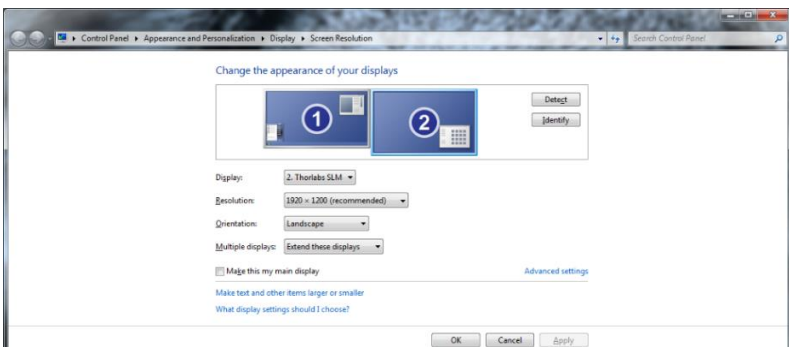 Control Panel ▸ Appearance and Personalization ▸ Display ▸ Screen Resolution Search Control Panel
Change the appearance of your displays
1 2
Detect
Identify
Display: 2. Thorlabs SLM
Resolution: 1920 × 1200 (recommended)
Orientation: Landscape
Multiple displays: Extend these displays
Make this my main display Advanced settings
Make text and other items larger or smaller
What display settings should I choose?
OK Cancel Apply